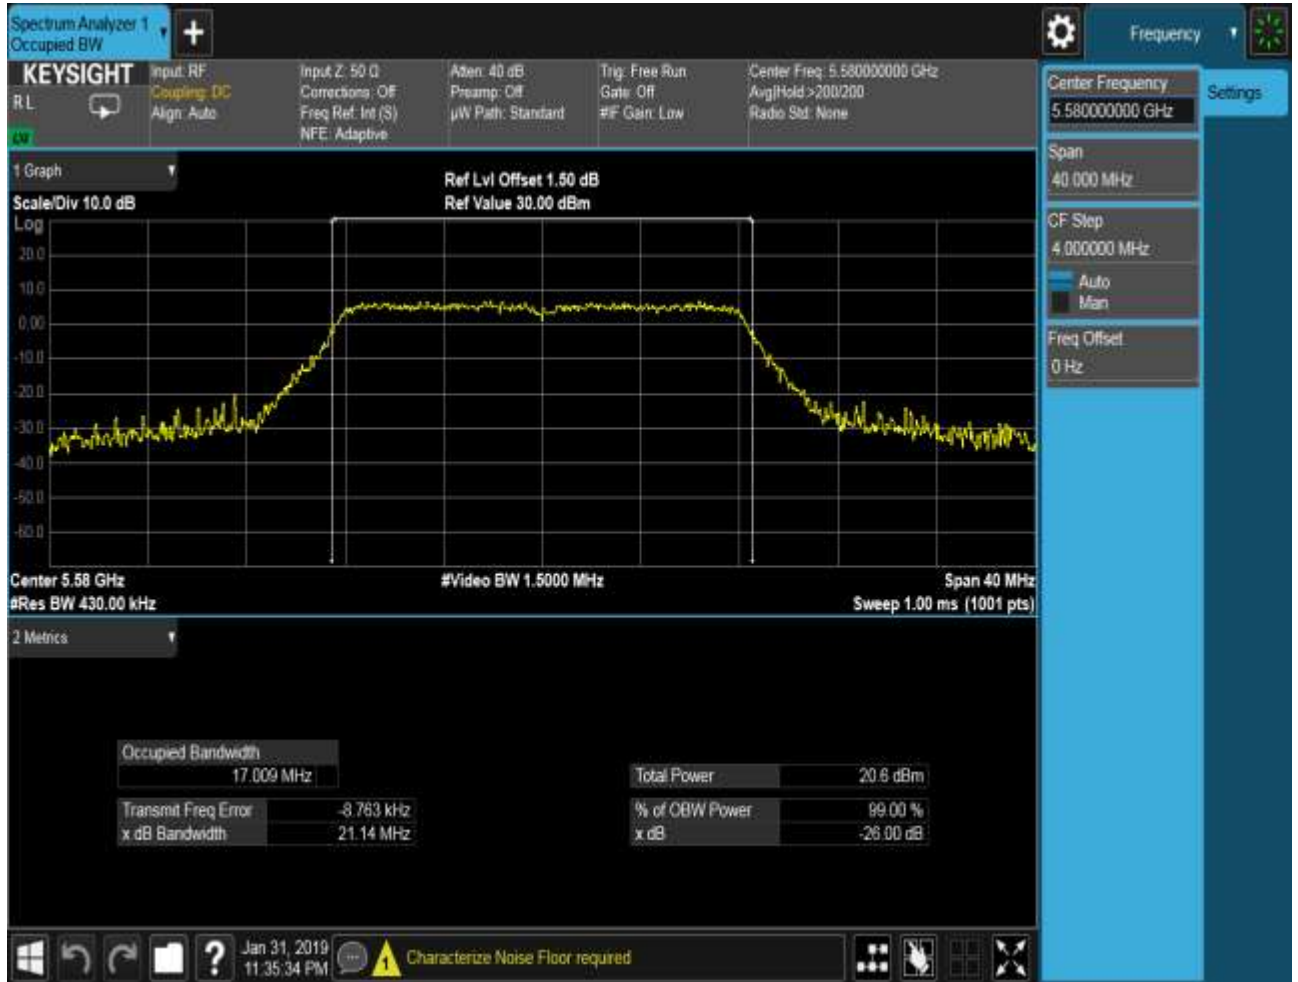 Spectrum Analyzer 1
Occupied BW
Frequency
KEYSIGHT
R L
Input: RF
Coupling: DC
Align: Auto
Input Z: 50 Ω
Corrections: Off
Freq Ref: Int (S)
NFE: Adaptive
Atten: 40 dB
Preamp: Off
µW Path: Standard
Trig: Free Run
Gate: Off
#IF Gain: Low
Center Freq: 5.580000000 GHz
Avg|Hold:>200/200
Radio Std: None
Center Frequency
5.580000000 GHz
Settings
Span
40.000 MHz
CF Step
4.000000 MHz
Auto
Man
Freq Offset
0 Hz
1 Graph
Scale/Div 10.0 dB
Ref Lvl Offset 1.50 dB
Ref Value 30.00 dBm
Log
20.0
10.0
0.00
-10.0
-20.0
-30.0
-40.0
-50.0
-60.0
Center 5.58 GHz
#Video BW 1.5000 MHz
Span 40 MHz
#Res BW 430.00 kHz
Sweep 1.00 ms (1001 pts)
2 Metrics
Occupied Bandwidth
17.009 MHz
Total Power 20.6 dBm
Transmit Freq Error -8.763 kHz
% of OBW Power 99.00 %
x dB Bandwidth 21.14 MHz
x dB -26.00 dB
?
Jan 31, 2019
11:35:34 PM
1
Characterize Noise Floor required